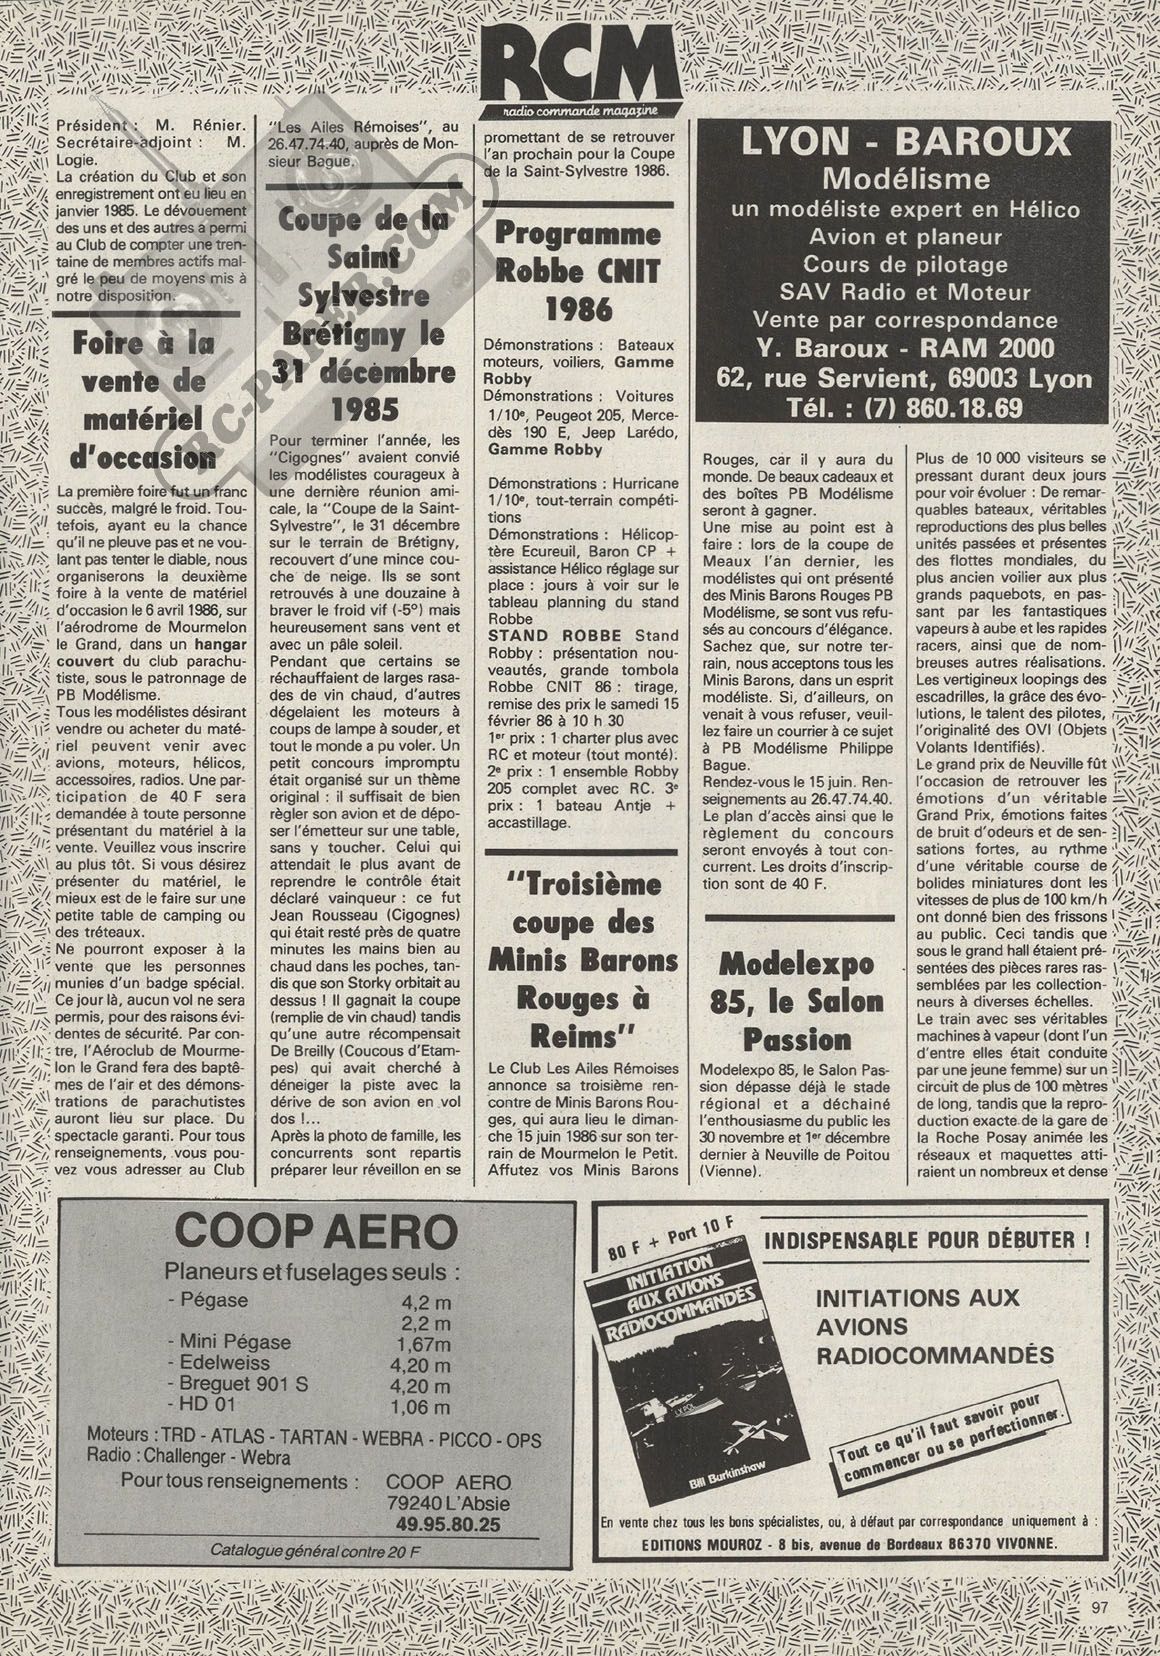 RCM
radio commande magazine
Président : M. Rénier.
Secrétaire-adjoint : M.
Logie.
La création du Club et son
enregistrement ont eu lieu en
janvier 1985. Le dévouement
des uns et des autres a permi
au Club de compter une tren-
taine de membres actifs mal-
gré le peu de moyens mis à
notre disposition.
Foire à la
vente de
matériel
d'occasion
La première foire fut un franc
succès, malgré le froid. Tou-
tefois, ayant eu la chance
qu'il ne pleuve pas et ne vou-
lant pas tenter le diable, nous
organiserons la deuxième
foire à la vente de matériel
d'occasion le 6 avril 1986, sur
l'aérodrome de Mourmelon
le Grand, dans un hangar
couvert du club parachu-
tiste, sous le patronnage de
PB Modélisme.
Tous les modélistes désirant
vendre ou acheter du maté-
riel peuvent venir avec
avions, moteurs, hélicos,
accessoires, radios. Une par-
ticipation de 40 F sera
demandée à toute personne
présentant du matériel à la
vente. Veuillez vous inscrire
au plus tôt. Si vous désirez
présenter du matériel, le
mieux est de le faire sur une
petite table de camping ou
des tréteaux.
Ne pourront exposer à la
vente que les personnes
munies d'un badge spécial.
Ce jour là, aucun vol ne sera
permis, pour des raisons évi-
dentes de sécurité. Par con-
tre, l'Aéroclub de Mourme-
lon le Grand fera des baptê-
mes de l'air et des démons-
trations de parachutistes
auront lieu sur place. Du
spectacle garanti. Pour tous
renseignements, vous pou-
vez vous adresser au Club
"Les Ailes Rémoises", au
26.47.74.40, auprès de Mon-
sieur Bague.
Coupe de la
Saint
Sylvestre
Brétigny le
31 décembre
1985
Pour terminer l'année, les
"Cigognes" avaient convié
les modélistes courageux à
une dernière réunion ami-
cale, la "Coupe de la Saint-
Sylvestre", le 31 décembre
sur le terrain de Brétigny,
recouvert d'une mince cou-
che de neige. Ils se sont
retrouvés à une douzaine à
braver le froid vif (-5°) mais
heureusement sans vent et
avec un pâle soleil.
Pendant que certains se
réchauffaient de larges rasa-
des de vin chaud, d'autres
dégelaient les moteurs à
coups de lampe à souder, et
tout le monde a pu voler. Un
petit concours impromptu
était organisé sur un thème
original : il suffisait de bien
règler son avion et de dépo-
ser l'émetteur sur une table,
sans y toucher. Celui qui
attendait le plus avant de
reprendre le contrôle était
déclaré vainqueur : ce fut
Jean Rousseau (Cigognes)
qui était resté près de quatre
minutes les mains bien au
chaud dans les poches, tan-
dis que son Storky orbitait au
dessus ! Il gagnait la coupe
(remplie de vin chaud) tandis
qu'une autre récompensait
De Breilly (Coucous d'Etam-
pes) qui avait cherché à
déneiger la piste avec la
dérive de son avion en vol
dos !...
Après la photo de famille, les
concurrents sont repartis
préparer leur réveillon en se
promettant de se retrouver
l'an prochain pour la Coupe
de la Saint-Sylvestre 1986.
Programme
Robbe CNIT
1986
Démonstrations : Bateaux
moteurs, voiliers, Gamme
Robby
Démonstrations : Voitures
1/10e, Peugeot 205, Merce-
dès 190 E, Jeep Larédo,
Gamme Robby
Démonstrations : Hurricane
1/10e, tout-terrain compéti-
tions
Démonstrations : Hélicop-
tère Ecureuil, Baron CP +
assistance Hélico réglage sur
place : jours à voir sur le
tableau planning du stand
Robbe
STAND ROBBE Stand
Robby : présentation nou-
veautés, grande tombola
Robbe CNIT 86 : tirage,
remise des prix le samedi 15
février 86 à 10 h 30
1er prix : 1 charter plus avec
RC et moteur (tout monté).
2e prix : 1 ensemble Robby
205 complet avec RC. 3e
prix : 1 bateau Antje +
accastillage.
"Troisième
coupe des
Minis Barons
Rouges à
Reims"
Le Club Les Ailes Rémoises
annonce sa troisième ren-
contre de Minis Barons Rou-
ges, qui aura lieu le diman-
che 15 juin 1986 sur son ter-
rain de Mourmelon le Petit.
Affutez vos Minis Barons
LYON - BAROUX
Modélisme
un modéliste expert en Hélico
Avion et planeur
Cours de pilotage
SAV Radio et Moteur
Vente par correspondance
Y. Baroux - RAM 2000
62, rue Servient, 69003 Lyon
Tél. : (7) 860.18.69
Rouges, car il y aura du
monde. De beaux cadeaux et
des boîtes PB Modélisme
seront à gagner.
Une mise au point est à
faire : lors de la coupe de
Meaux l'an dernier, les
modélistes qui ont présenté
des Minis Barons Rouges PB
Modélisme, se sont vus refu-
sés au concours d'élégance.
Sachez que, sur notre ter-
rain, nous acceptons tous les
Minis Barons, dans un esprit
modéliste. Si, d'ailleurs, on
venait à vous refuser, veuil-
lez faire un courrier à ce sujet
à PB Modélisme Philippe
Bague.
Rendez-vous le 15 juin. Ren-
seignements au 26.47.74.40.
Le plan d'accès ainsi que le
règlement du concours
seront envoyés à tout con-
current. Les droits d'inscrip-
tion sont de 40 F.
Modelexpo
85, le Salon
Passion
Modelexpo 85, le Salon Pas-
sion dépasse déjà le stade
régional et a déchainé
l'enthousiasme du public les
30 novembre et 1er décembre
dernier à Neuville de Poitou
(Vienne).
Plus de 10 000 visiteurs se
pressant durant deux jours
pour voir évoluer : De remar-
quables bateaux, véritables
reproductions des plus belles
unités passées et présentes
des flottes mondiales, du
plus ancien voilier aux plus
grands paquebots, en pas-
sant par les fantastiques
vapeurs à aube et les rapides
racers, ainsi que de nom-
breuses autres réalisations.
Les vertigineux loopings des
escadrilles, la grâce des évo-
lutions, le talent des pilotes,
l'originalité des OVI (Objets
Volants Identifiés).
Le grand prix de Neuville fût
l'occasion de retrouver les
émotions d'un véritable
Grand Prix, émotions faites
de bruit d'odeurs et de sen-
sations fortes, au rythme
d'une véritable course de
bolides miniatures dont les
vitesses de plus de 100 km/h
ont donné bien des frissons
au public. Ceci tandis que
sous le grand hall étaient pré-
sentées des pièces rares ras-
semblées par les collection-
neurs à diverses échelles.
Le train avec ses véritables
machines à vapeur (dont l'un
d'entre elles était conduite
par une jeune femme) sur un
circuit de plus de 100 mètres
de long, tandis que la repro-
duction exacte de la gare de
la Roche Posay animée les
réseaux et maquettes atti-
raient un nombreux et dense
COOP AERO
Planeurs et fuselages seuls :
- Pégase 4,2 m
2,2 m
- Mini Pégase 1,67m
- Edelweiss 4,20 m
- Breguet 901 S 4,20 m
- HD 01 1,06 m
Moteurs : TRD - ATLAS - TARTAN - WEBRA - PICCO - OPS
Radio : Challenger - Webra
Pour tous renseignements : COOP AERO
79240 L'Absie
49.95.80.25
Catalogue général contre 20 F
80 F + Port 10 F
INITIATION
AUX AVIONS
RADIOCOMMANDÉS
LX POL
Bill Burkinshaw
INDISPENSABLE POUR DÉBUTER !
INITIATIONS AUX
AVIONS
RADIOCOMMANDÉS
Tout ce qu'il faut savoir pour
commencer ou se perfectionner.
En vente chez tous les bons spécialistes, ou, à défaut par correspondance uniquement à :
EDITIONS MOUROZ - 8 bis, avenue de Bordeaux 86370 VIVONNE.
97
RC-PAPER.COM